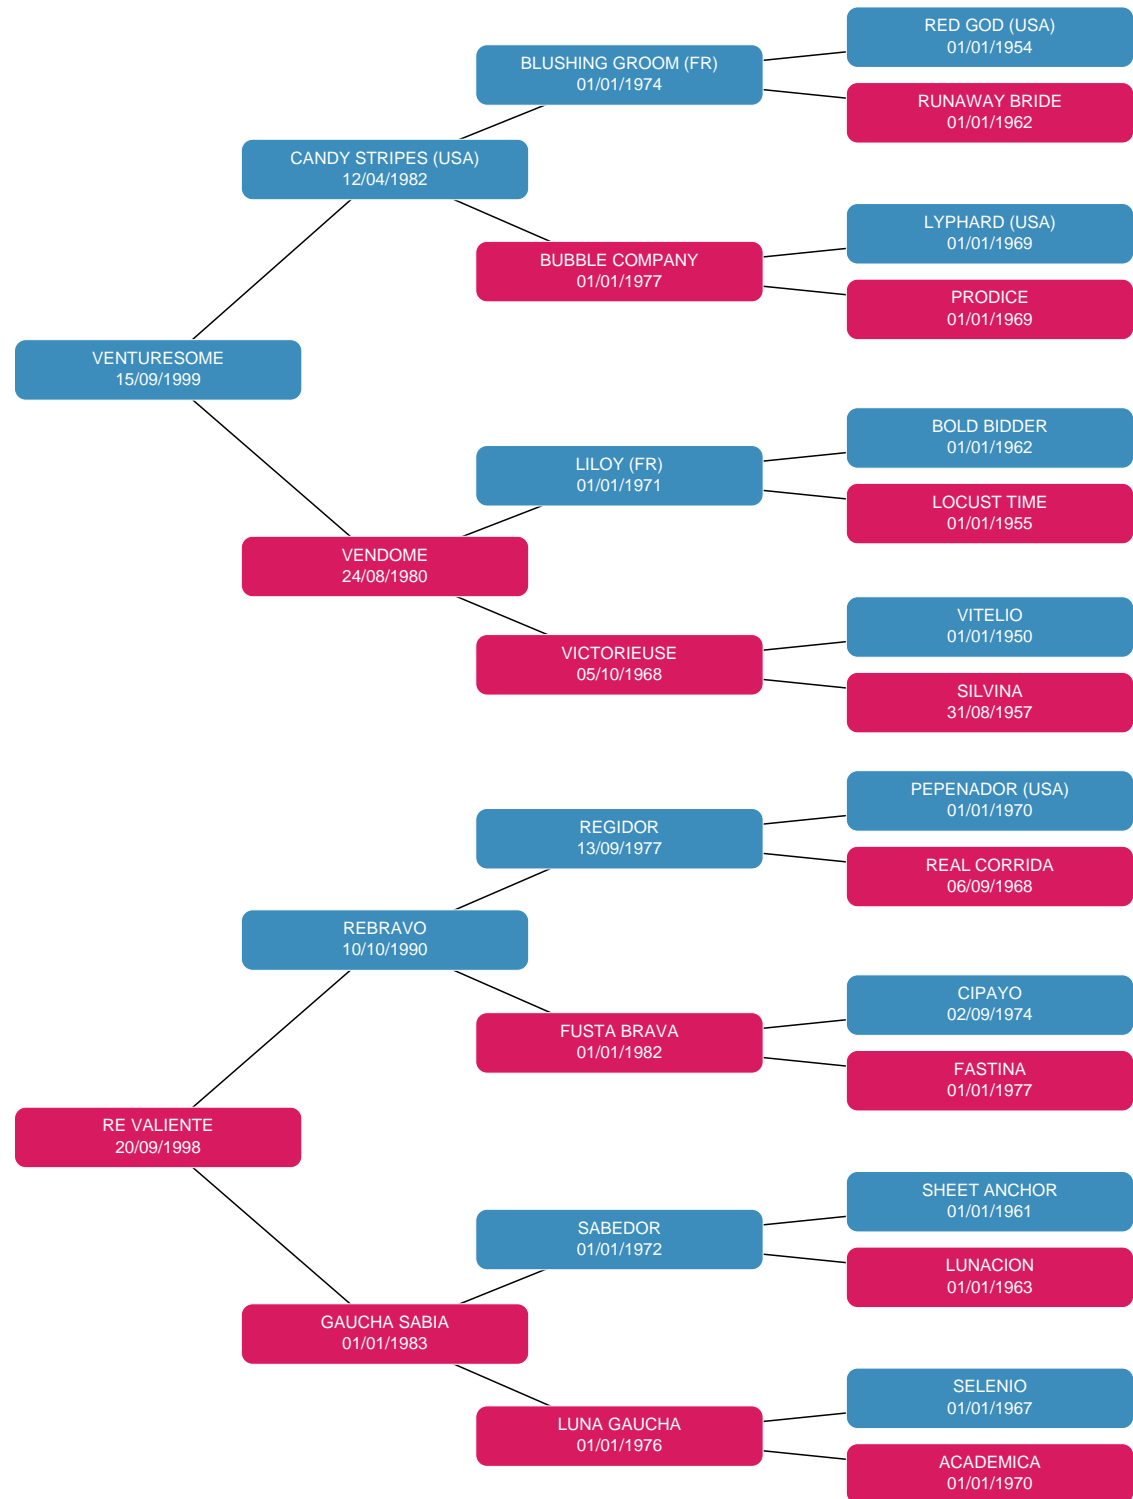 RED GOD (USA)
01/01/1954
BLUSHING GROOM (FR)
01/01/1974
RUNAWAY BRIDE
01/01/1962
CANDY STRIPES (USA)
12/04/1982
LYPHARD (USA)
01/01/1969
BUBBLE COMPANY
01/01/1977
PRODICE
01/01/1969
VENTURESOME
15/09/1999
BOLD BIDDER
01/01/1962
LILOY (FR)
01/01/1971
LOCUST TIME
01/01/1955
VENDOME
24/08/1980
VITELIO
01/01/1950
VICTORIEUSE
05/10/1968
SILVINA
31/08/1957
PEPENADOR (USA)
01/01/1970
REGIDOR
13/09/1977
REAL CORRIDA
06/09/1968
REBRAVO
10/10/1990
CIPAYO
02/09/1974
FUSTA BRAVA
01/01/1982
FASTINA
01/01/1977
RE VALIENTE
20/09/1998
SHEET ANCHOR
01/01/1961
SABEDOR
01/01/1972
LUNACION
01/01/1963
GAUCHA SABIA
01/01/1983
SELENIO
01/01/1967
LUNA GAUCHA
01/01/1976
ACADEMICA
01/01/1970